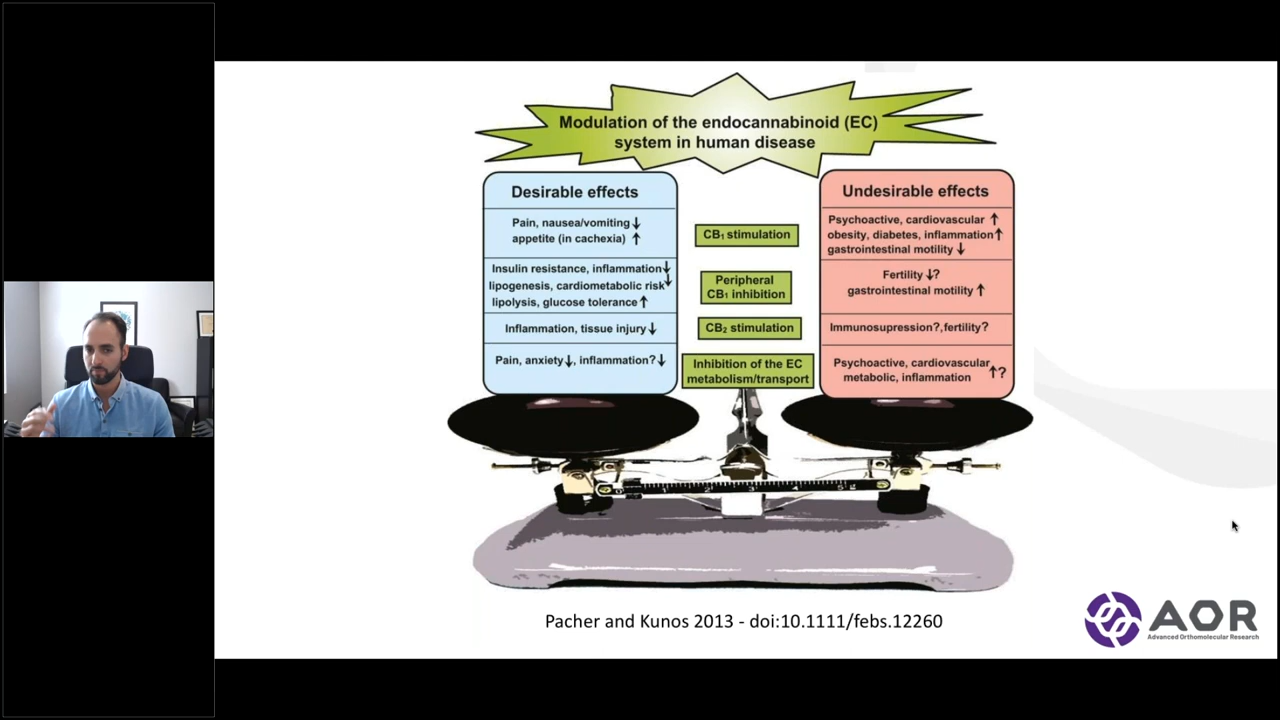 Modulation of the endocannabinoid (EC)
system in human disease
Desirable effects
Pain, nausea/vomiting ↓
appetite (in cachexia) ↑
Insulin resistance, inflammation ↓
lipogenesis, cardiometabolic risk ↓
lipolysis, glucose tolerance ↑
Inflammation, tissue injury ↓
Pain, anxiety ↓, inflammation? ↓
CB₁ stimulation
Peripheral
CB₁ inhibition
CB₂ stimulation
Inhibition of the EC
metabolism/transport
Undesirable effects
Psychoactive, cardiovascular ↑
obesity, diabetes, inflammation ↑
gastrointestinal motility ↓
Fertility ↓?
gastrointestinal motility ↑
Immunosupression?,fertility?
Psychoactive, cardiovascular
metabolic, inflammation ↑?
Pacher and Kunos 2013 - doi:10.1111/febs.12260
AOR
Advanced Orthomolecular Research